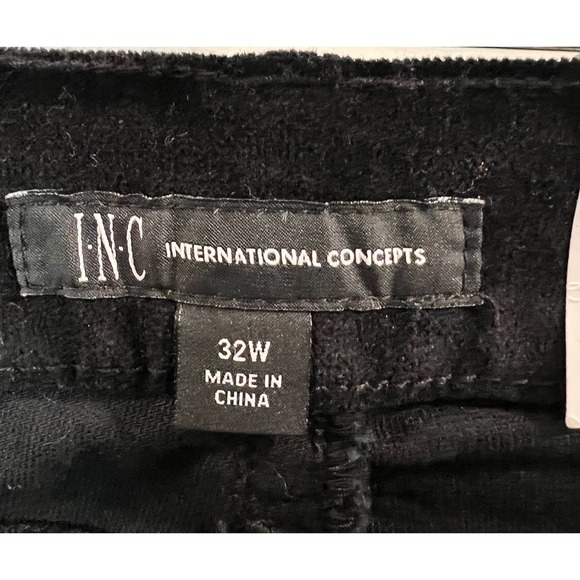 I·N·C INTERNATIONAL CONCEPTS
32W
MADE IN
CHINA